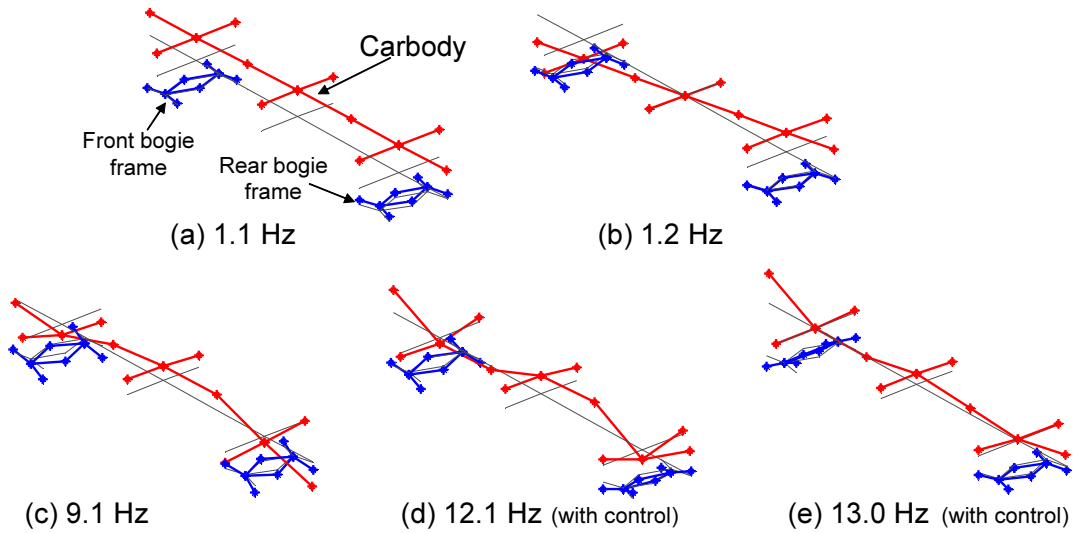 Carbody
Front bogie
frame
Rear bogie
frame
(a) 1.1 Hz
(b) 1.2 Hz
(c) 9.1 Hz
(d) 12.1 Hz (with control)
(e) 13.0 Hz (with control)